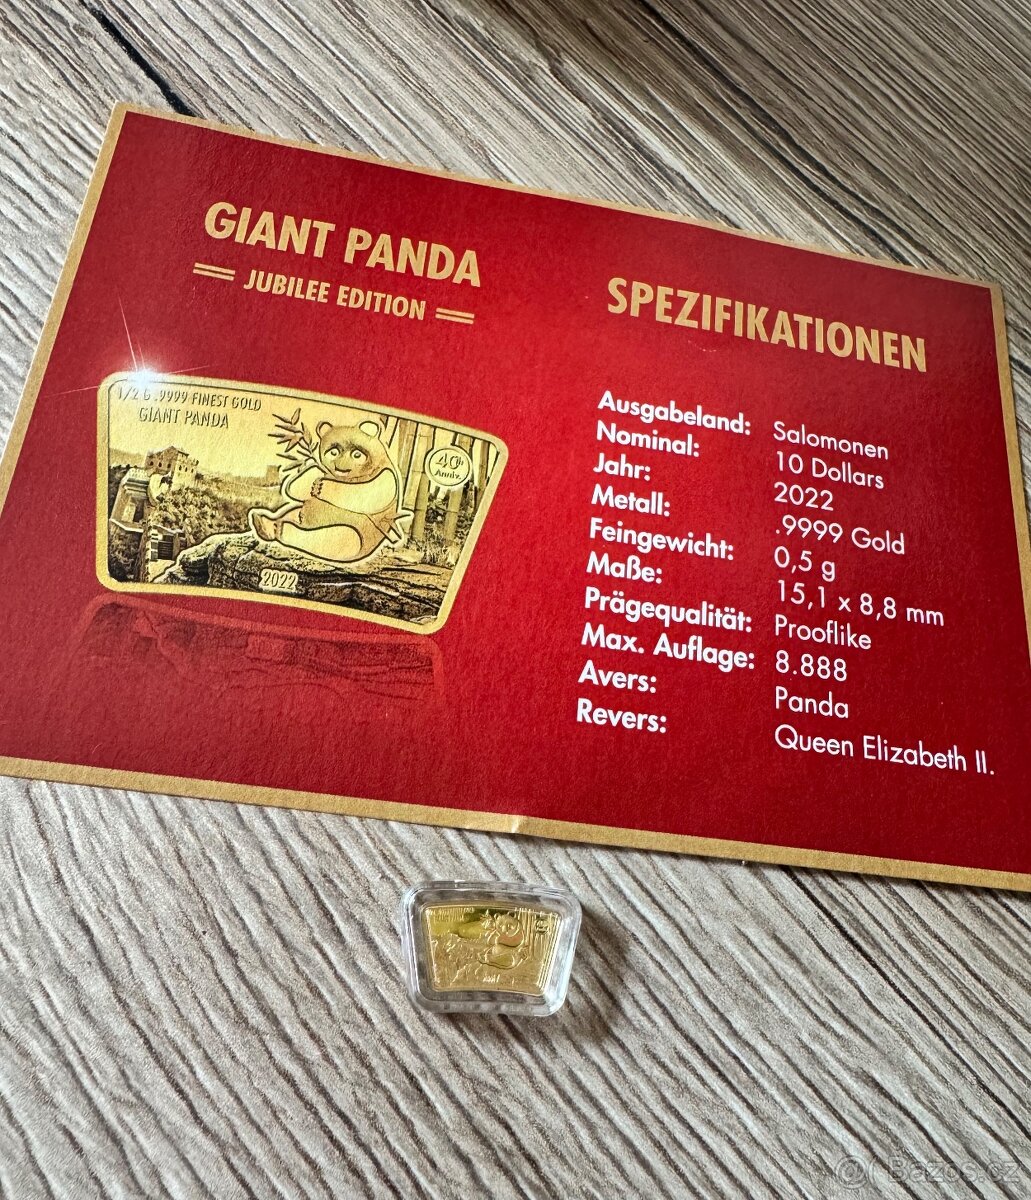 GIANT PANDA
JUBILEE EDITION
1/2 G .9999 FINEST GOLD
GIANT PANDA
40th
Anniv.
2022
SPEZIFIKATIONEN
Ausgabeland: Salomonen
Nominal: 10 Dollars
Jahr: 2022
Metall: .9999 Gold
Feingewicht: 0,5 g
Maße: 15,1 x 8,8 mm
Prägequalität: Prooflike
Max. Auflage: 8.888
Avers: Panda
Revers: Queen Elizabeth II.
Bazos.cz